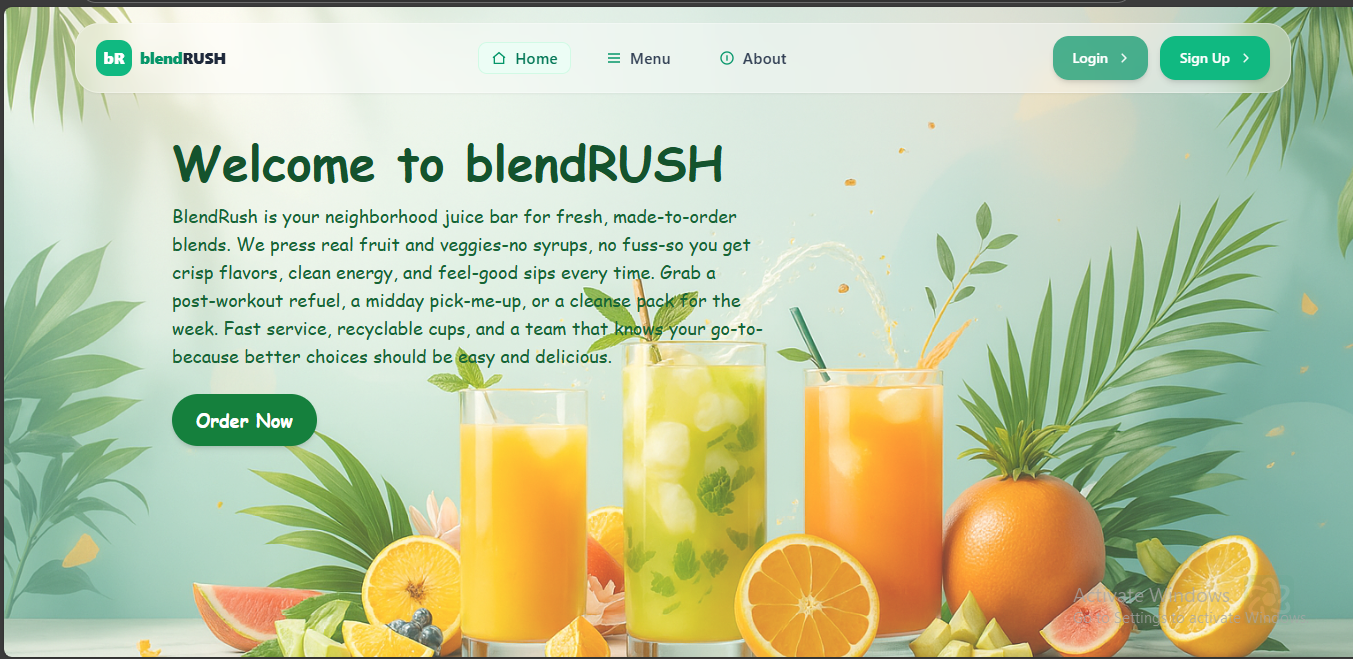 bR blendRUSH
Home
Menu
About
Login
Sign Up
Welcome to blendRUSH
BlendRush is your neighborhood juice bar for fresh, made-to-order
blends. We press real fruit and veggies-no syrups, no fuss-so you get
crisp flavors, clean energy, and feel-good sips every time. Grab a
post-workout refuel, a midday pick-me-up, or a cleanse pack for the
week. Fast service, recyclable cups, and a team that knows your go-to-
because better choices should be easy and delicious.
Order Now
Activate Windows
Go to Settings to activate Windows.